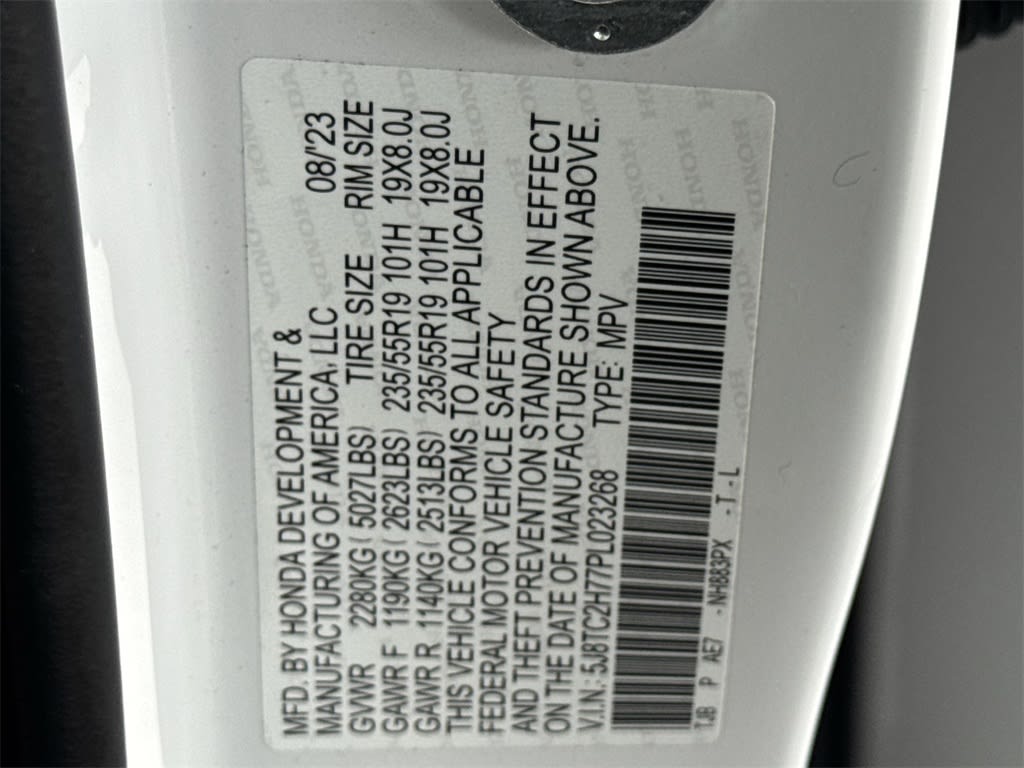 MFD. BY HONDA DEVELOPMENT &
MANUFACTURING OF AMERICA, LLC 08/'23
GVWR 2280KG ( 5027LBS) TIRE SIZE RIM SIZE
GAWR F 1190KG ( 2623LBS) 235/55R19 101H 19X8.0J
GAWR R 1140KG ( 2513LBS) 235/55R19 101H 19X8.0J
THIS VEHICLE CONFORMS TO ALL APPLICABLE
FEDERAL MOTOR VEHICLE SAFETY
AND THEFT PREVENTION STANDARDS IN EFFECT
ON THE DATE OF MANUFACTURE SHOWN ABOVE.
V.I.N.: 5J8TC2H77PL023268 TYPE: MPV
TJB P AE7 -NH883PX -T-L